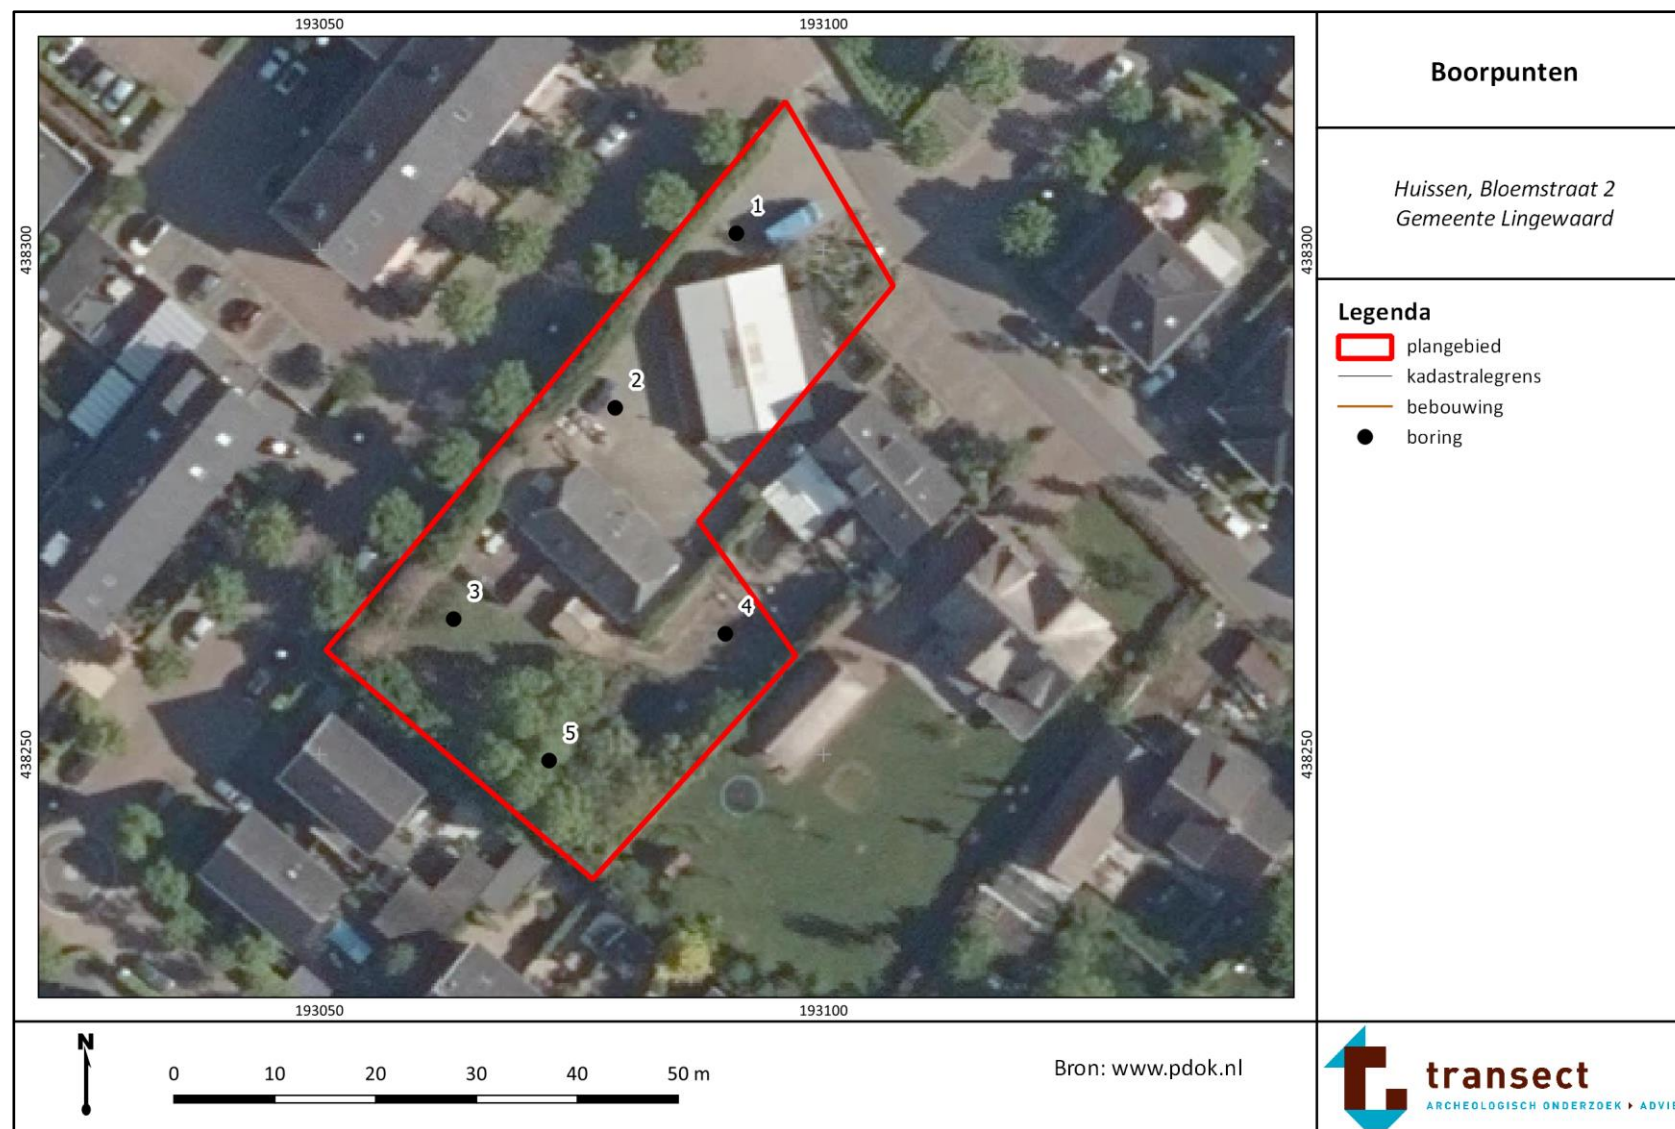 193050
193100
438300
438300
1
2
3
4
5
438250
438250
193050
193100
Boorpunten
Huissen, Bloemstraat 2
Gemeente Lingewaard
Legenda
plangebied
kadastralegrens
bebouwing
boring
N
0 10 20 30 40 50 m
Bron: www.pdok.nl
transect
ARCHEOLOGISCH ONDERZOEK ADVIE